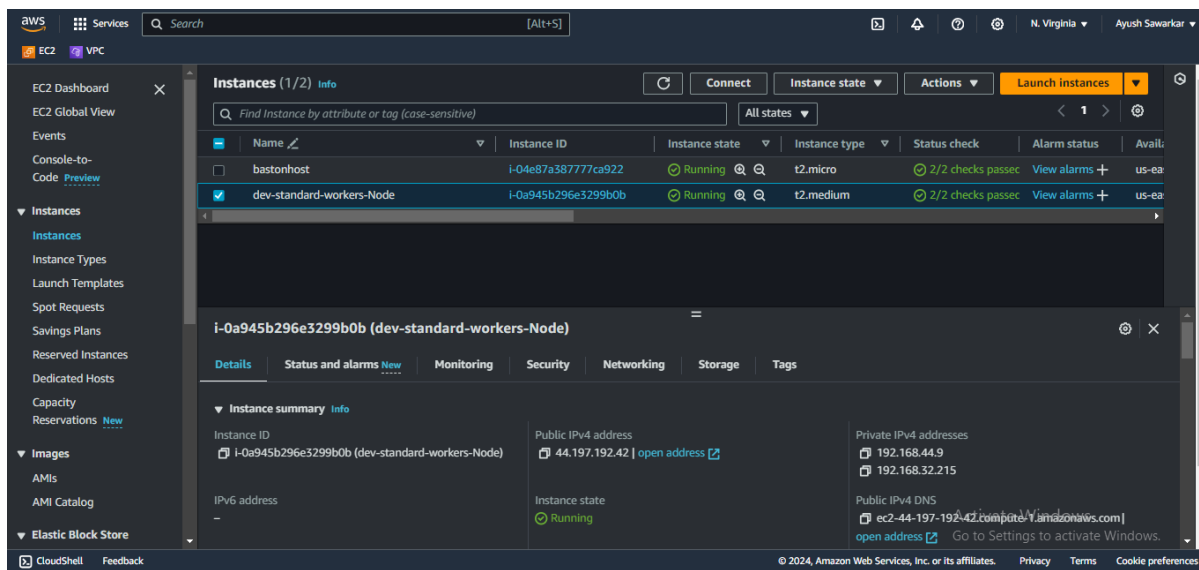 aws Services Search [Alt+S] N. Virginia Ayush Sawarkar
EC2 VPC
EC2 Dashboard
EC2 Global View
Events
Console-to-
Code Preview
Instances
Instances
Instance Types
Launch Templates
Spot Requests
Savings Plans
Reserved Instances
Dedicated Hosts
Capacity
Reservations New
Images
AMIs
AMI Catalog
Elastic Block Store
Instances (1/2) Info Connect Instance state Actions Launch instances
Find Instance by attribute or tag (case-sensitive) All states 1
Name Instance ID Instance state Instance type Status check Alarm status Availa
bastonhost i-04e87a387777ca922 Running t2.micro 2/2 checks passec View alarms + us-ea
dev-standard-workers-Node i-0a945b296e3299b0b Running t2.medium 2/2 checks passec View alarms + us-ea
i-0a945b296e3299b0b (dev-standard-workers-Node)
Details Status and alarms New Monitoring Security Networking Storage Tags
Instance summary Info
Instance ID Public IPv4 address Private IPv4 addresses
i-0a945b296e3299b0b (dev-standard-workers-Node) 44.197.192.42 | open address 192.168.44.9
192.168.32.215
IPv6 address Instance state Public IPv4 DNS
– Running ec2-44-197-192-42.compute-1.amazonaws.com |
open address
Activate Windows
Go to Settings to activate Windows.
CloudShell Feedback © 2024, Amazon Web Services, Inc. or its affiliates. Privacy Terms Cookie preferences